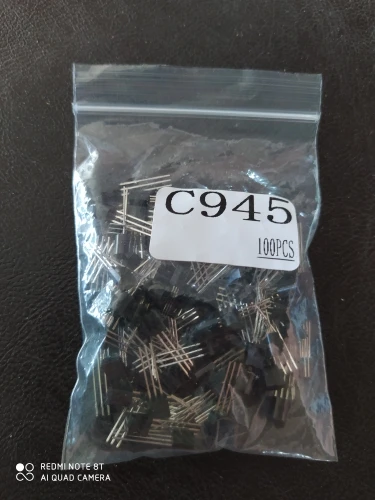 C945
100PCS
REDMI NOTE 8T
AI QUAD CAMERA